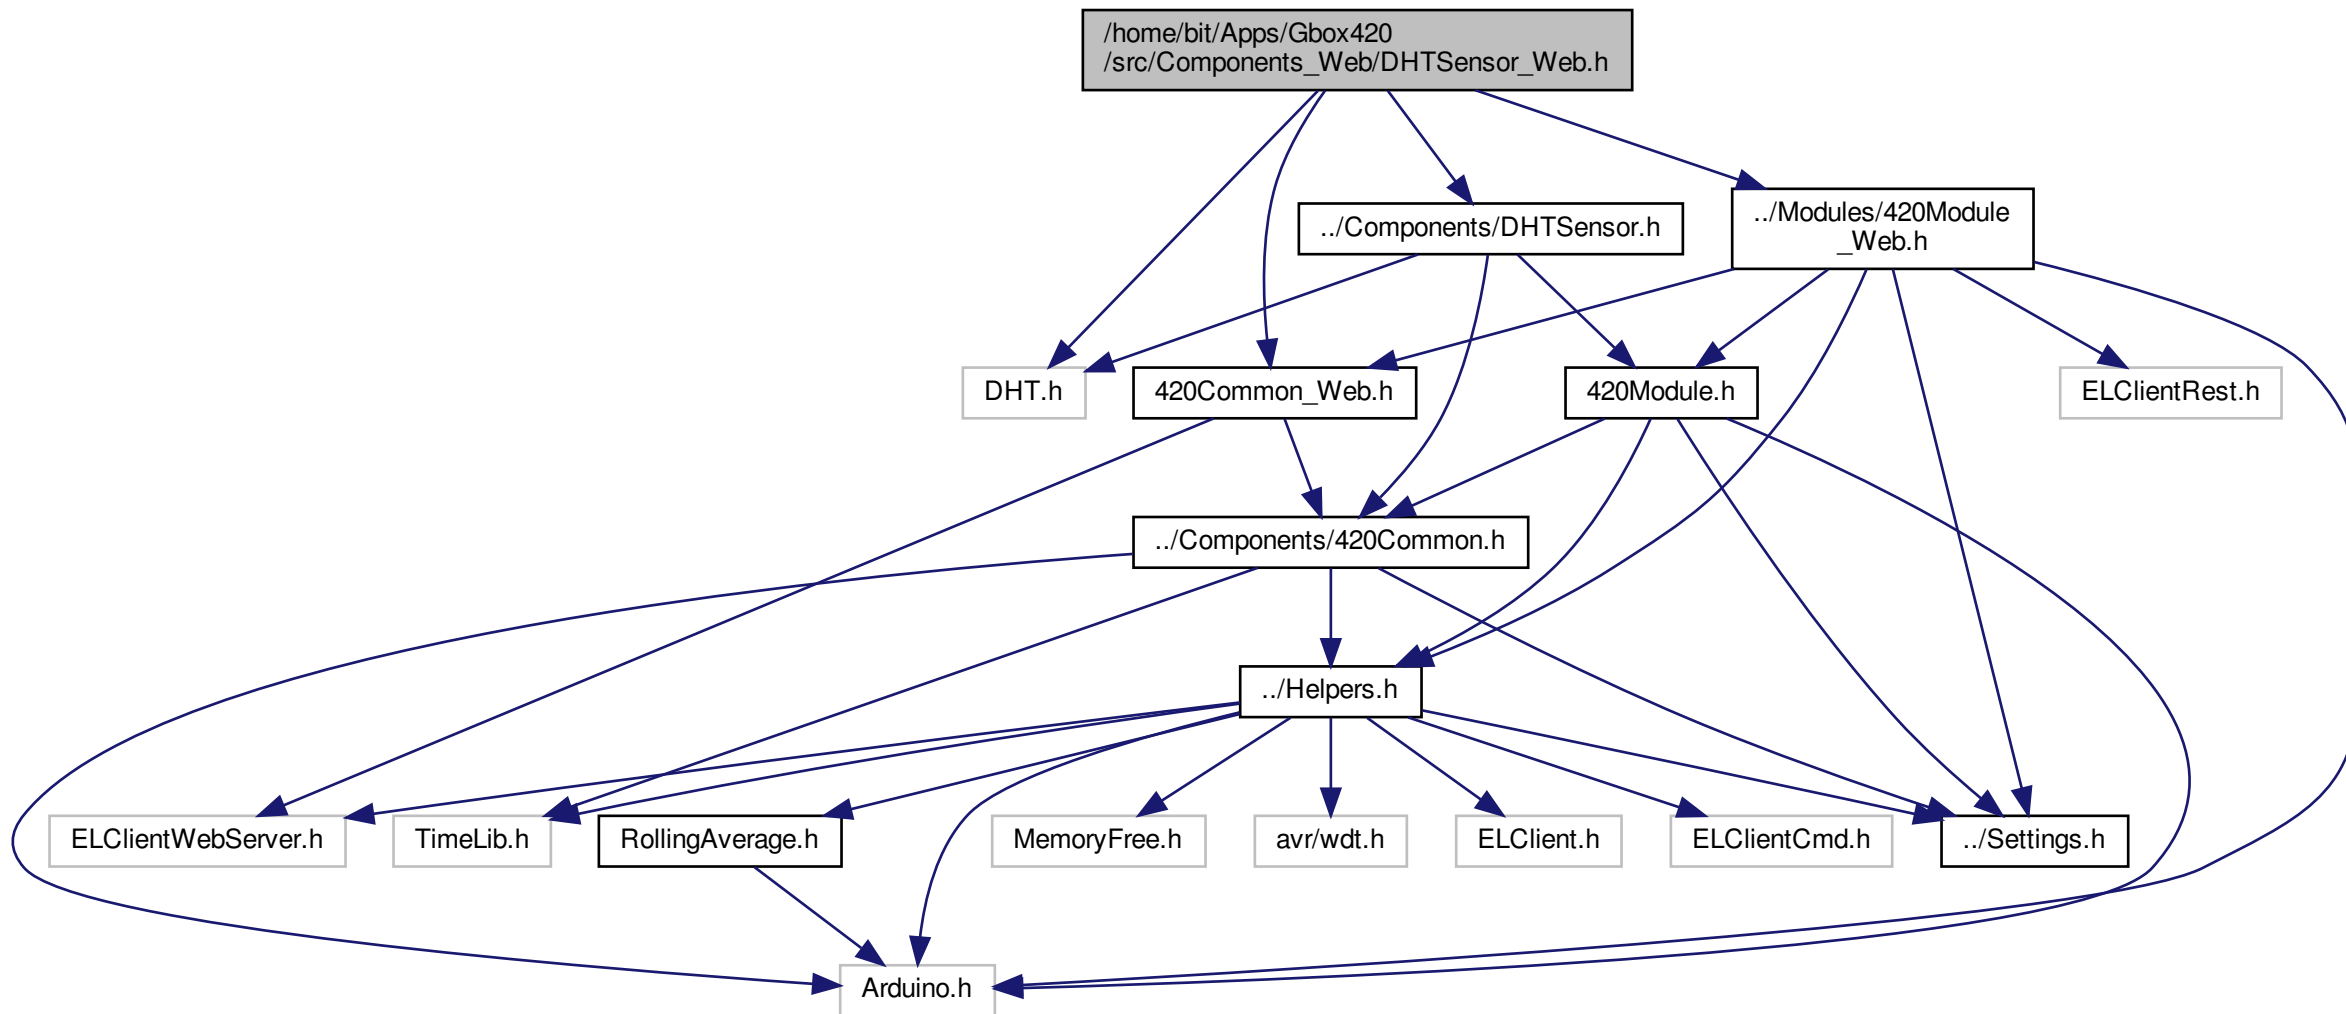 /home/bit/Apps/Gbox420
/src/Components_Web/DHTSensor_Web.h
../Components/DHTSensor.h
../Modules/420Module
_Web.h
DHT.h
420Common_Web.h
420Module.h
ELClientRest.h
../Components/420Common.h
../Helpers.h
ELClientWebServer.h
TimeLib.h
RollingAverage.h
MemoryFree.h
avr/wdt.h
ELClient.h
ELClientCmd.h
../Settings.h
Arduino.h